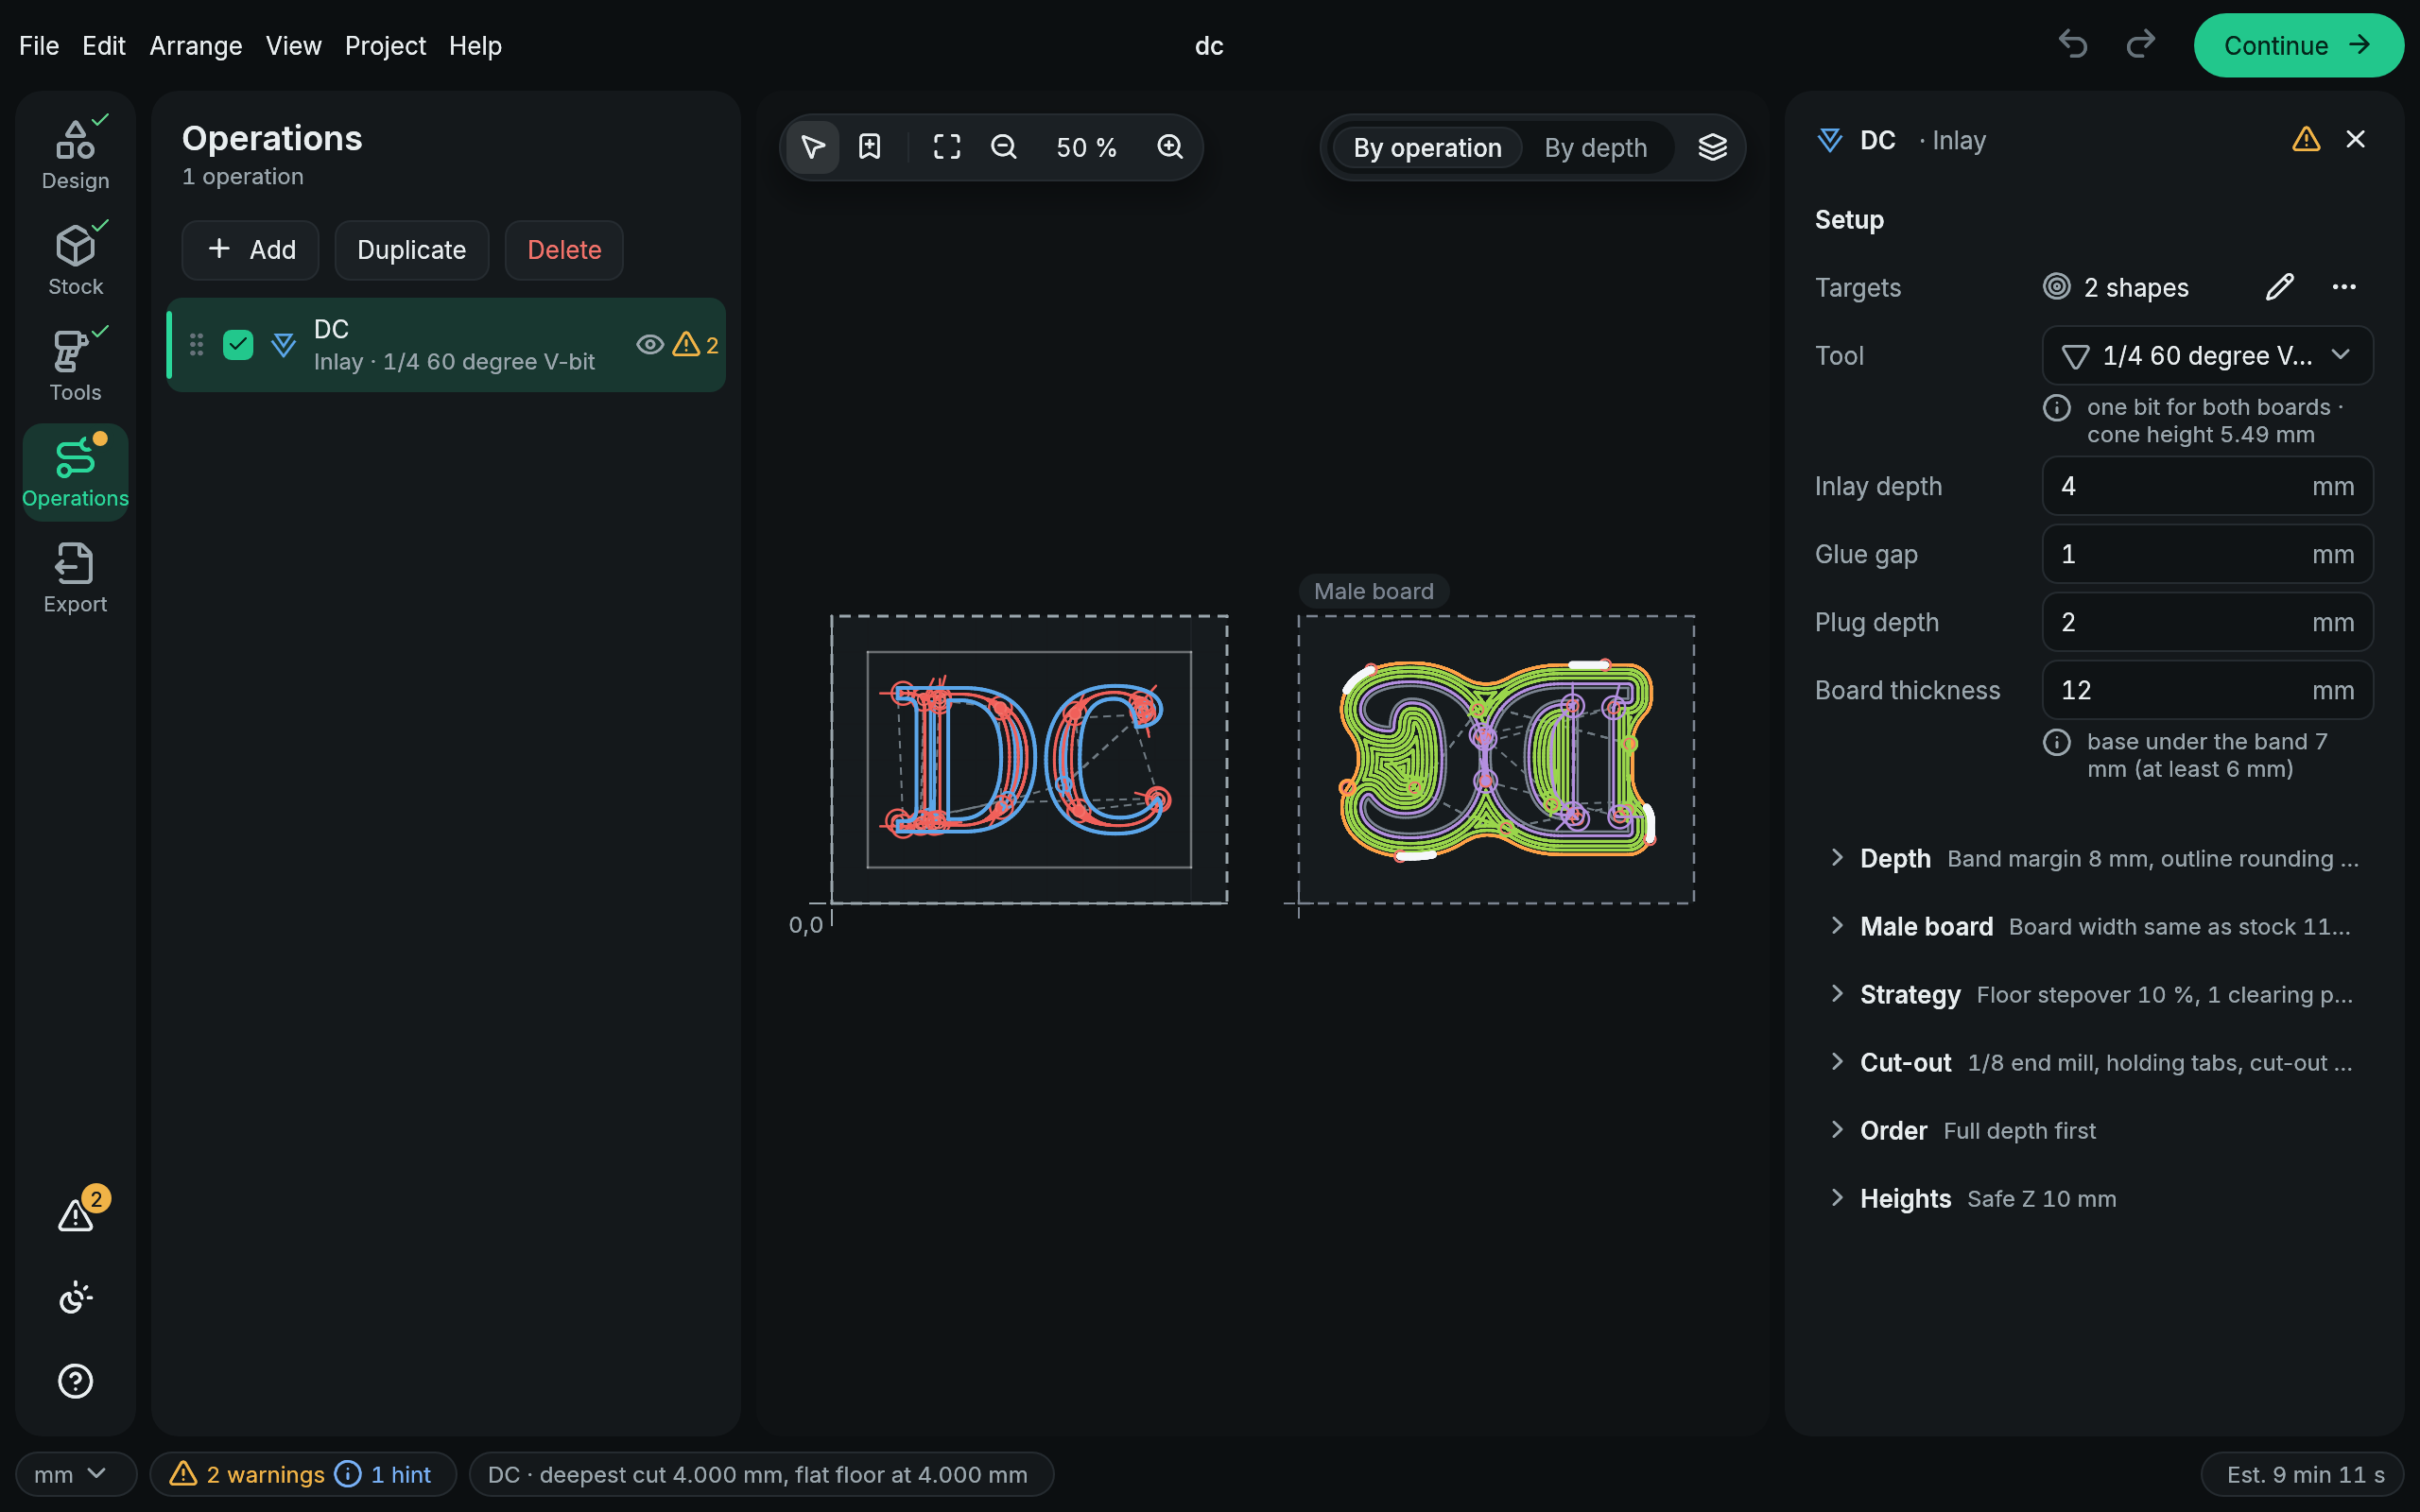 File Edit Arrange View Project Help
dc
Continue
Design
Stock
Tools
Operations
Export
2
Operations
1 operation
Add Duplicate Delete
DC
Inlay · 1/4 60 degree V-bit
2
50 %
By operation By depth
Male board
0,0
DC · Inlay
Setup
Targets 2 shapes
Tool 1/4 60 degree V...
one bit for both boards ·
cone height 5.49 mm
Inlay depth 4 mm
Glue gap 1 mm
Plug depth 2 mm
Board thickness 12 mm
base under the band 7
mm (at least 6 mm)
Depth Band margin 8 mm, outline rounding ...
Male board Board width same as stock 11...
Strategy Floor stepover 10 %, 1 clearing p...
Cut-out 1/8 end mill, holding tabs, cut-out ...
Order Full depth first
Heights Safe Z 10 mm
mm
2 warnings 1 hint
DC · deepest cut 4.000 mm, flat floor at 4.000 mm
Est. 9 min 11 s